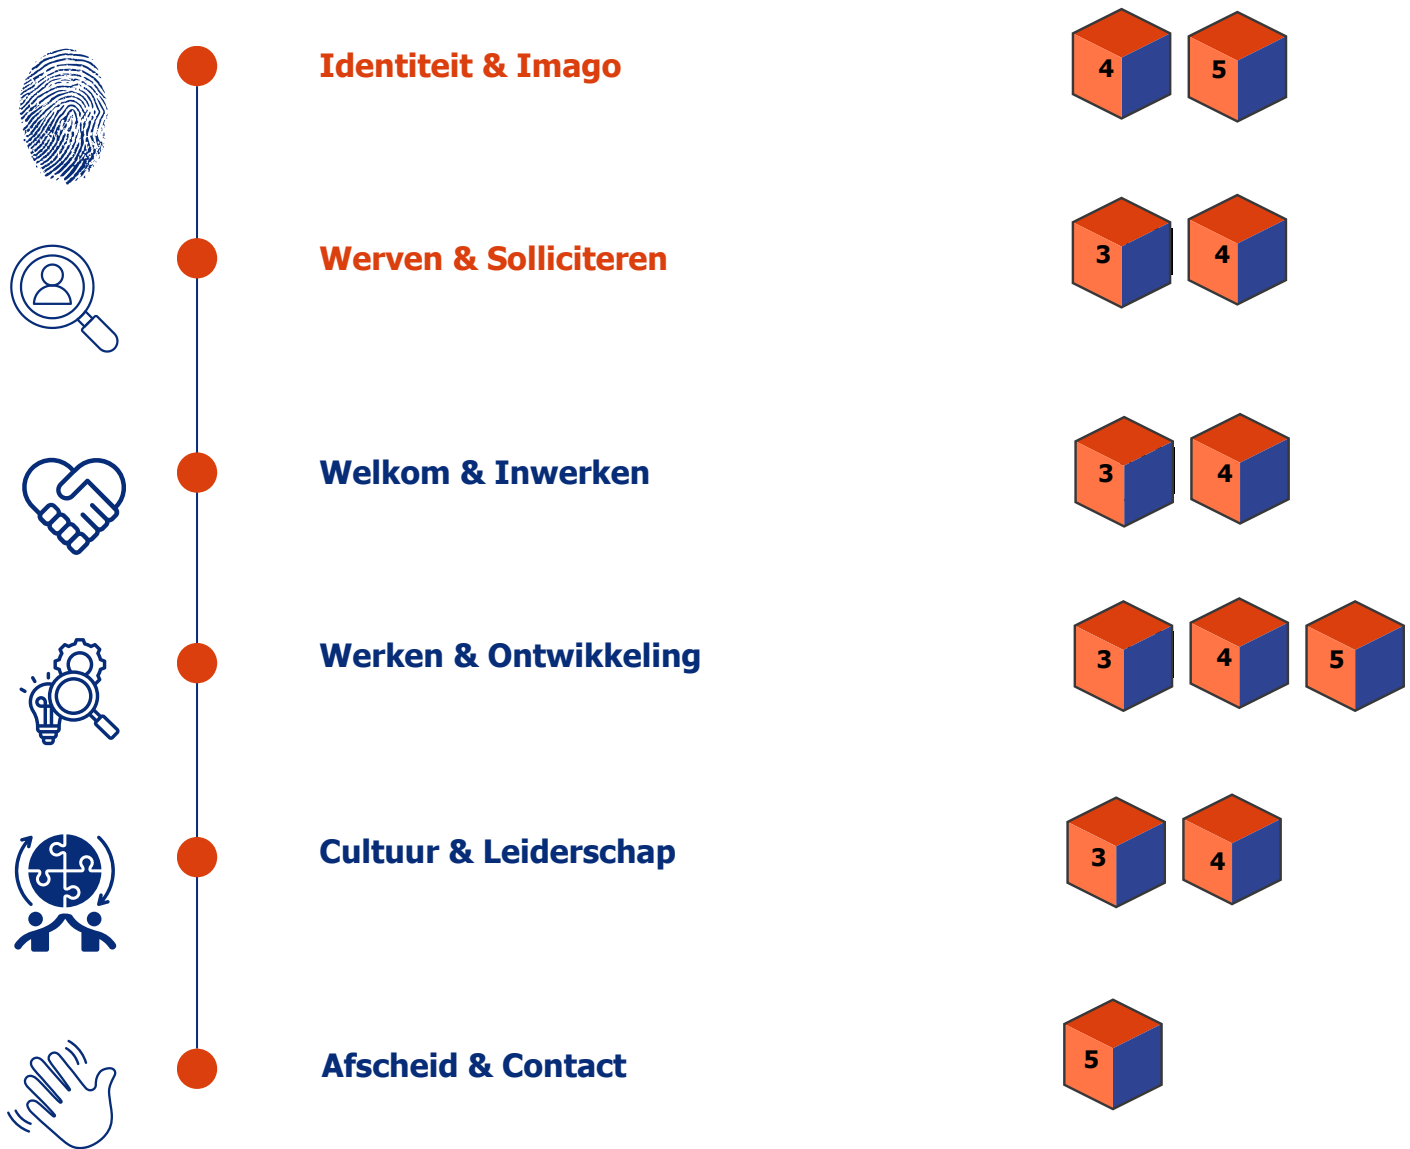 Identiteit & Imago
4 5
Werven & Solliciteren
3 4
Welkom & Inwerken
3 4
Werken & Ontwikkeling
3 4 5
Cultuur & Leiderschap
3 4
Afscheid & Contact
5